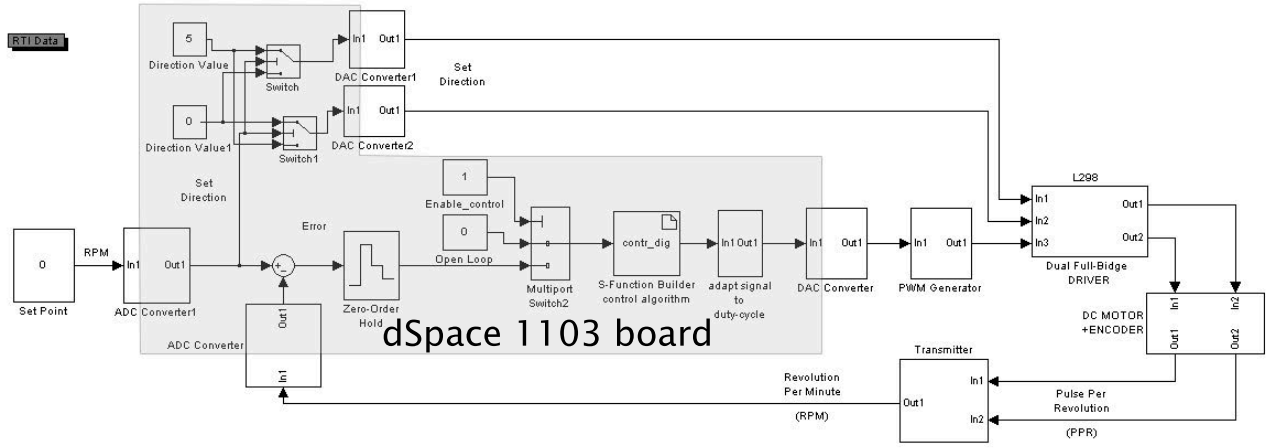 RTI Data
5
Direction Value
Switch
In1 Out1
DAC Converter1
Set
Direction
0
Direction Value1
Switch1
In1 Out1
DAC Converter2
Set
Direction
1
Enable_control
0
Open Loop
Error
0
Set Point
RPM
In1 Out1
ADC Converter1
+
−
Zero-Order
Hold
Multiport
Switch2
contr_dig
S-Function Builder
control algorithm
In1 Out1
adapt signal
to
duty-cycle
In1 Out1
DAC Converter
In1 Out1
PWM Generator
L298
In1
In2
In3
Out1
Out2
Dual Full-Bidge
DRIVER
DC MOTOR
+ENCODER
In1
In2
Out1
Out2
dSpace 1103 board
ADC Converter
Out1
In1
Transmitter
In1
In2
Out1
Revolution
Per Minute
(RPM)
Pulse Per
Revolution
(PPR)